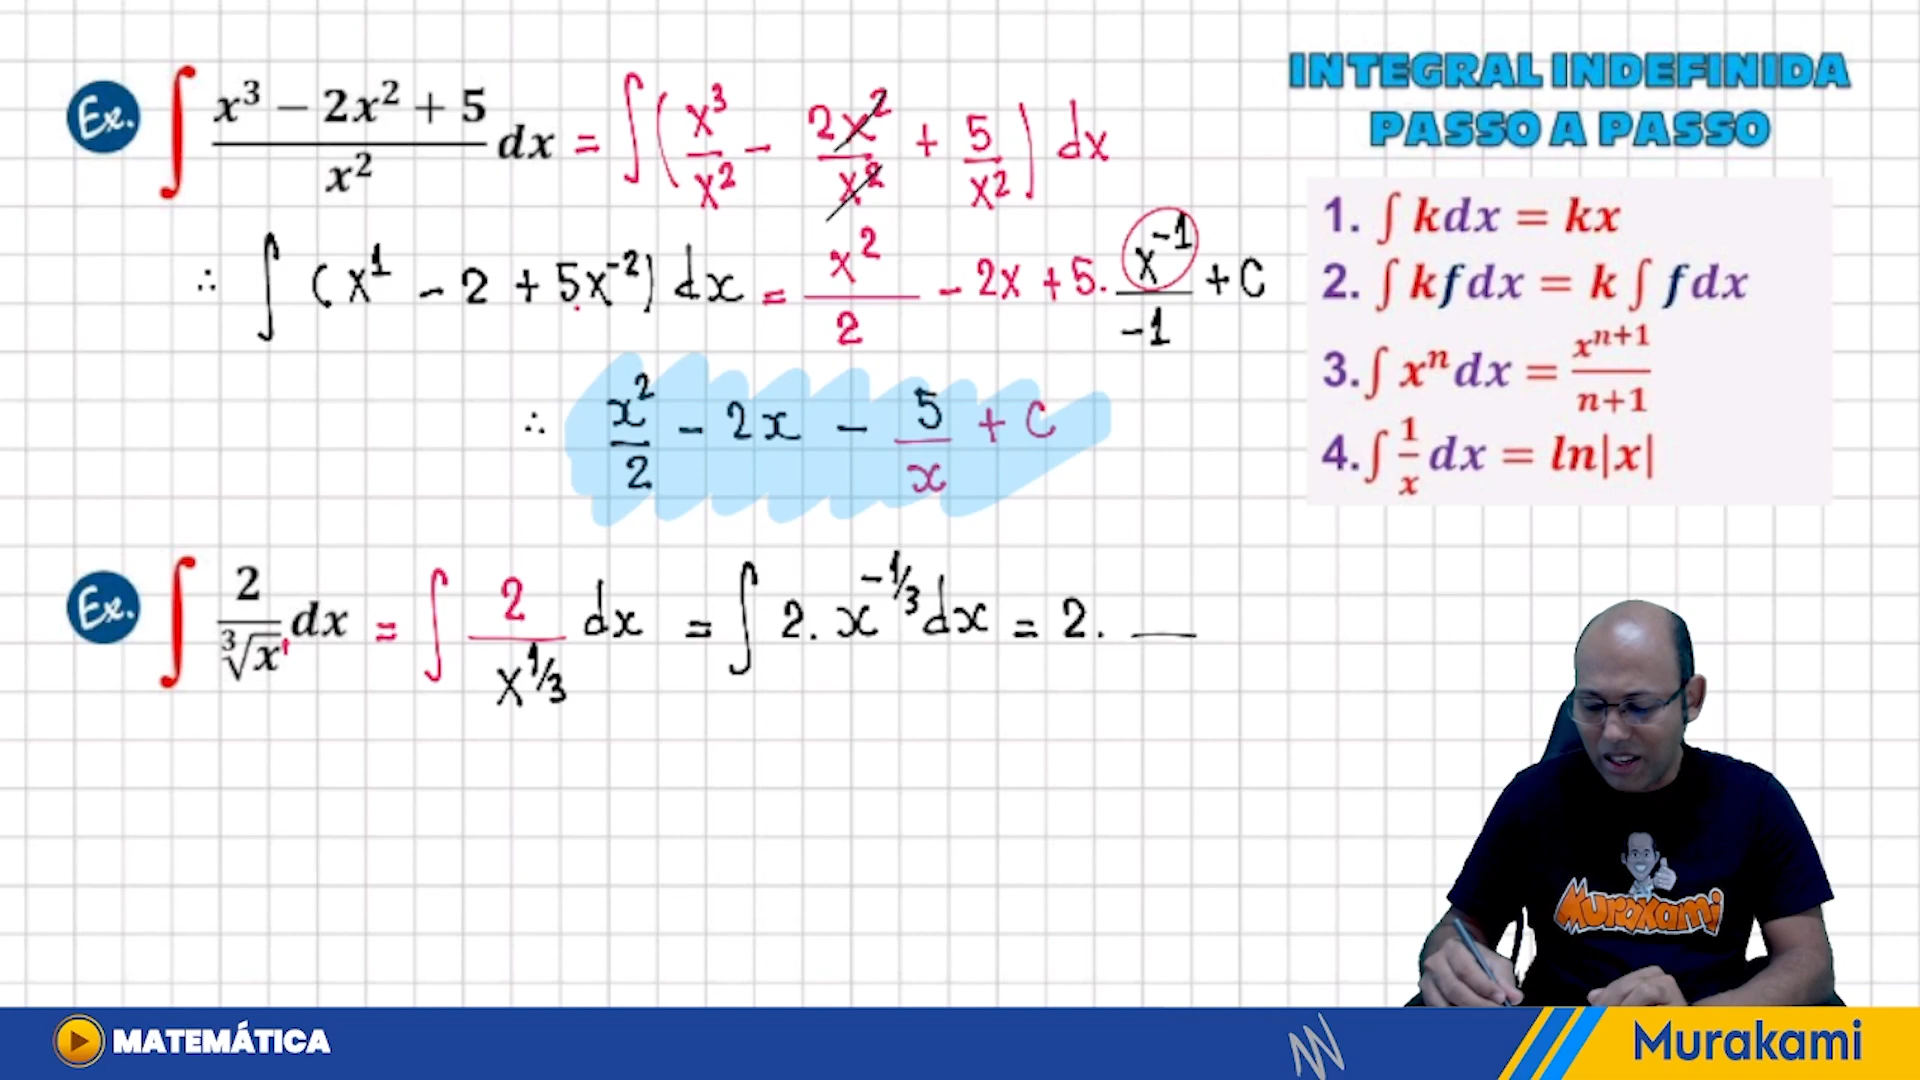 INTEGRAL INDEFINIDA
PASSO A PASSO
Ex. ∫ (x³ − 2x² + 5)/x² dx = ∫ (x³/x² − 2x²/x² + 5/x²) dx
∴ ∫ (x¹ − 2 + 5x⁻²) dx = x²/2 − 2x + 5 · x⁻¹/−1 + C
∴ x²/2 − 2x − 5/x + C
1. ∫ kdx = kx
2. ∫ kfdx = k ∫ fdx
3. ∫ xⁿdx = xⁿ⁺¹/n+1
4. ∫ 1/x dx = ln|x|
Ex. ∫ 2/∛x¹ dx = ∫ 2/x^1/3 dx = ∫ 2. x^−1/3 dx = 2. __
Murakami
MATEMÁTICA
Murakami